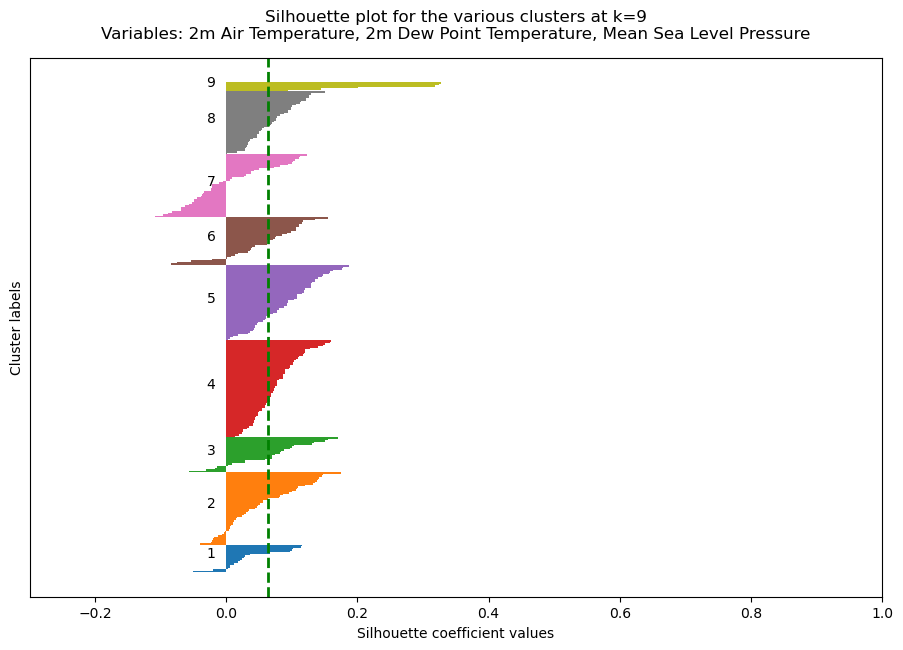 Silhouette plot for the various clusters at k=9
Variables: 2m Air Temperature, 2m Dew Point Temperature, Mean Sea Level Pressure
Cluster labels
9
8
7
6
5
4
3
2
1
−0.2 0.0 0.2 0.4 0.6 0.8 1.0
Silhouette coefficient values